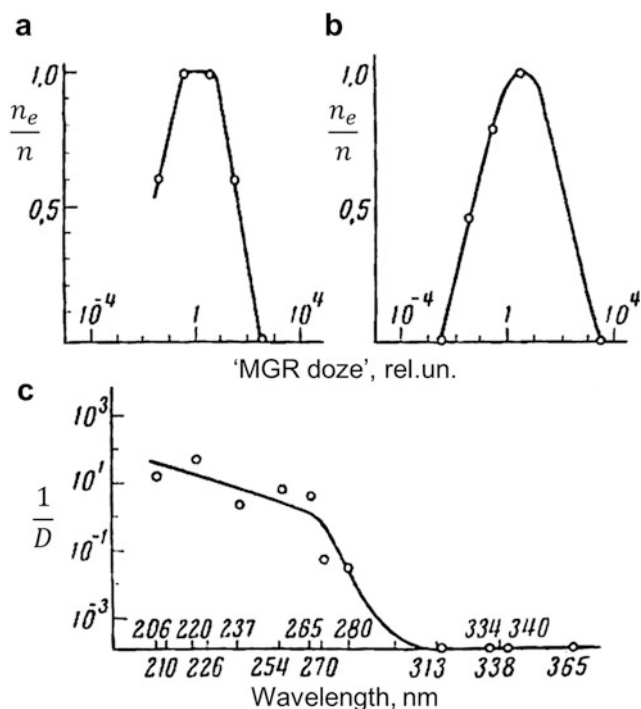 a b
1,0 1,0
n_e/n n_e/n
0,5 0,5
10^-4 1 10^4 10^-4 1 10^4
'MGR doze', rel.un.
c
10^3
10^1
1/D
10^-1
10^-3
206 220 237 265 280 334 340
210 226 254 270 313 338 365
Wavelength, nm